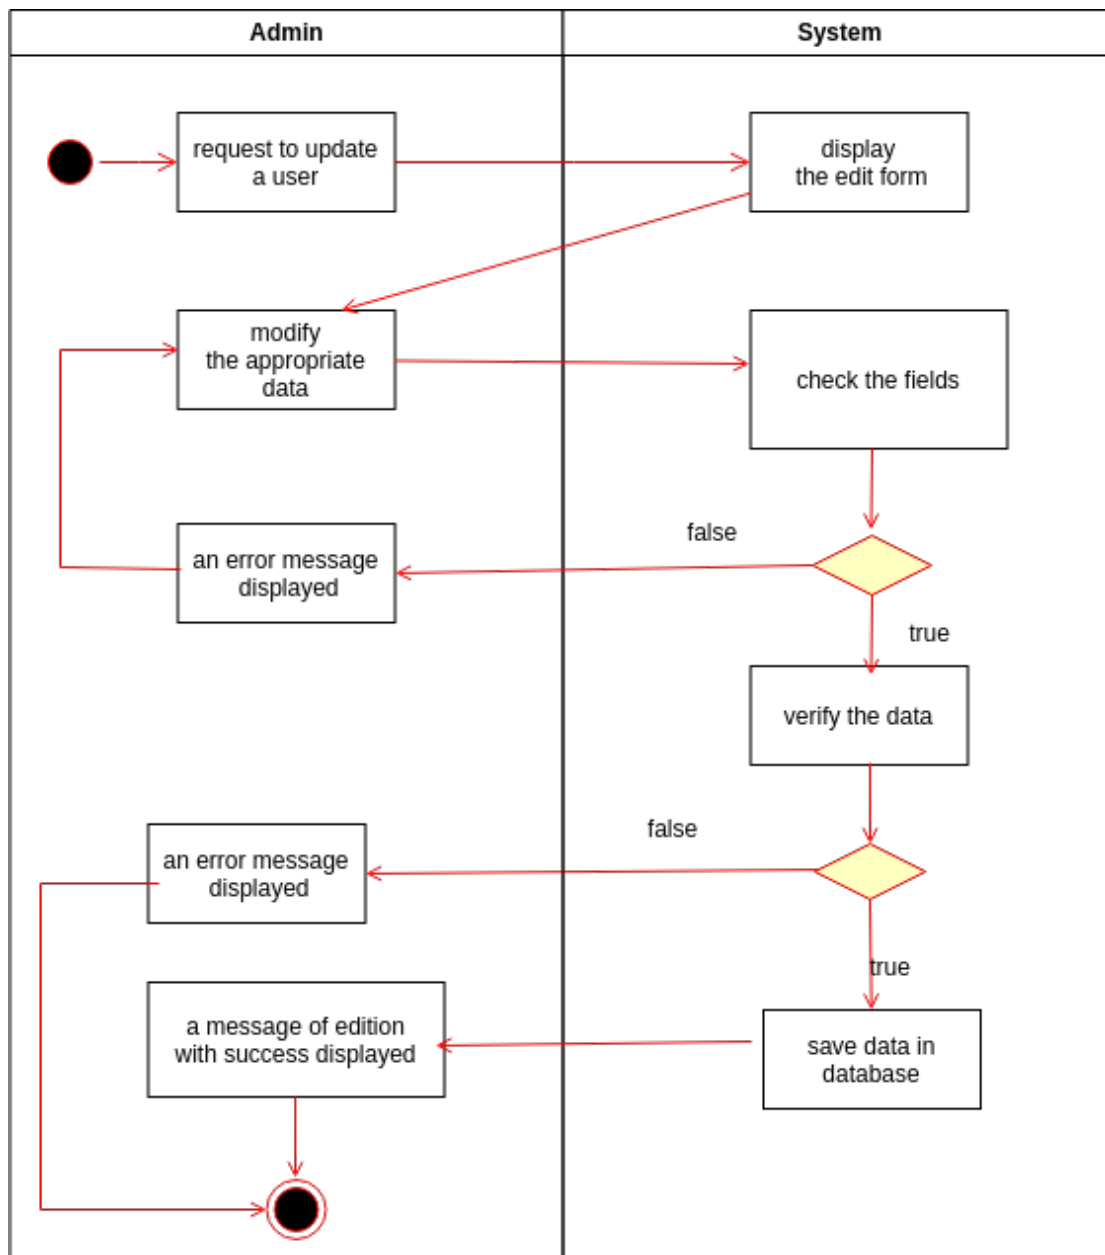 Admin
System
request to update
a user
display
the edit form
modify
the appropriate
data
check the fields
false
an error message
displayed
true
verify the data
false
an error message
displayed
true
a message of edition
with success displayed
save data in
database